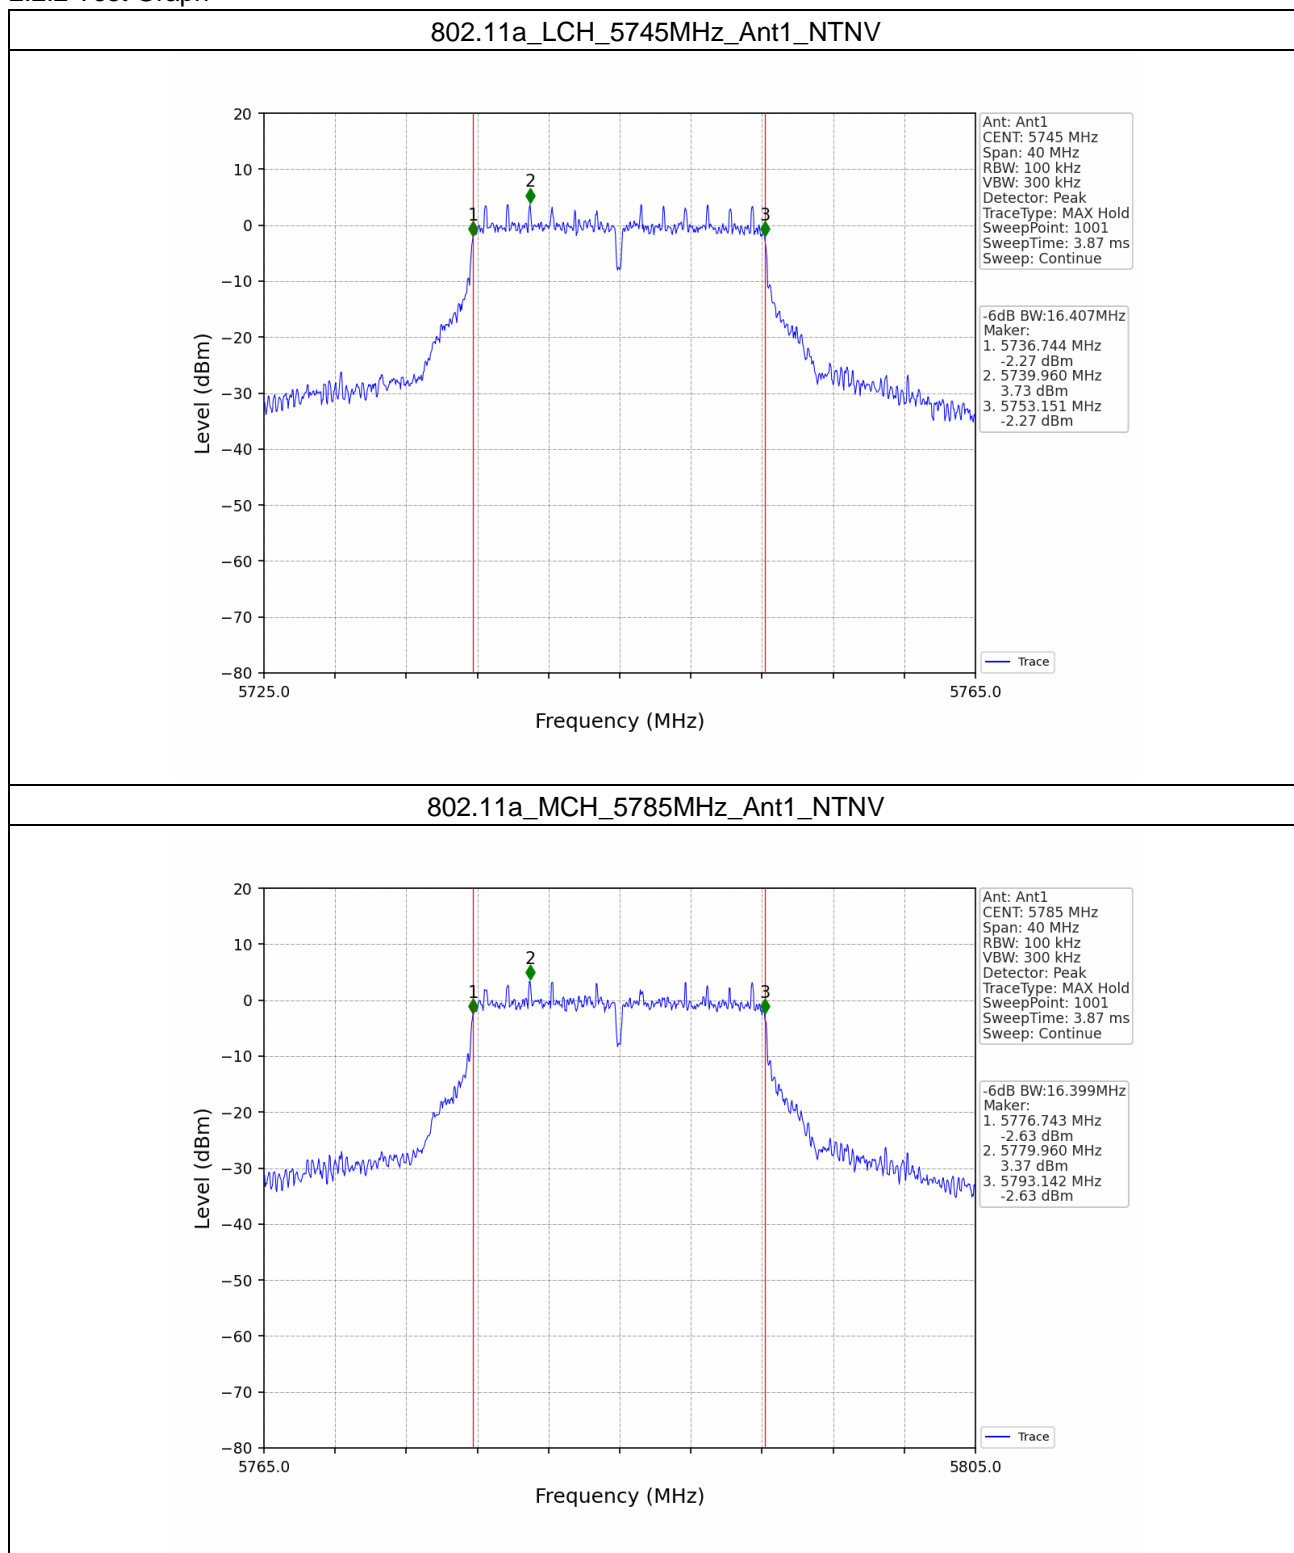 2.2.2 Test Graph
802.11a_LCH_5745MHz_Ant1_NTNV
20
10
0
−10
−20
−30
−40
−50
−60
−70
−80
Level (dBm)
1
2
3
5725.0
5765.0
Frequency (MHz)
Ant: Ant1
CENT: 5745 MHz
Span: 40 MHz
RBW: 100 kHz
VBW: 300 kHz
Detector: Peak
TraceType: MAX Hold
SweepPoint: 1001
SweepTime: 3.87 ms
Sweep: Continue
-6dB BW:16.407MHz
Maker:
1. 5736.744 MHz
-2.27 dBm
2. 5739.960 MHz
3.73 dBm
3. 5753.151 MHz
-2.27 dBm
Trace
802.11a_MCH_5785MHz_Ant1_NTNV
20
10
0
−10
−20
−30
−40
−50
−60
−70
−80
Level (dBm)
1
2
3
5765.0
5805.0
Frequency (MHz)
Ant: Ant1
CENT: 5785 MHz
Span: 40 MHz
RBW: 100 kHz
VBW: 300 kHz
Detector: Peak
TraceType: MAX Hold
SweepPoint: 1001
SweepTime: 3.87 ms
Sweep: Continue
-6dB BW:16.399MHz
Maker:
1. 5776.743 MHz
-2.63 dBm
2. 5779.960 MHz
3.37 dBm
3. 5793.142 MHz
-2.63 dBm
Trace